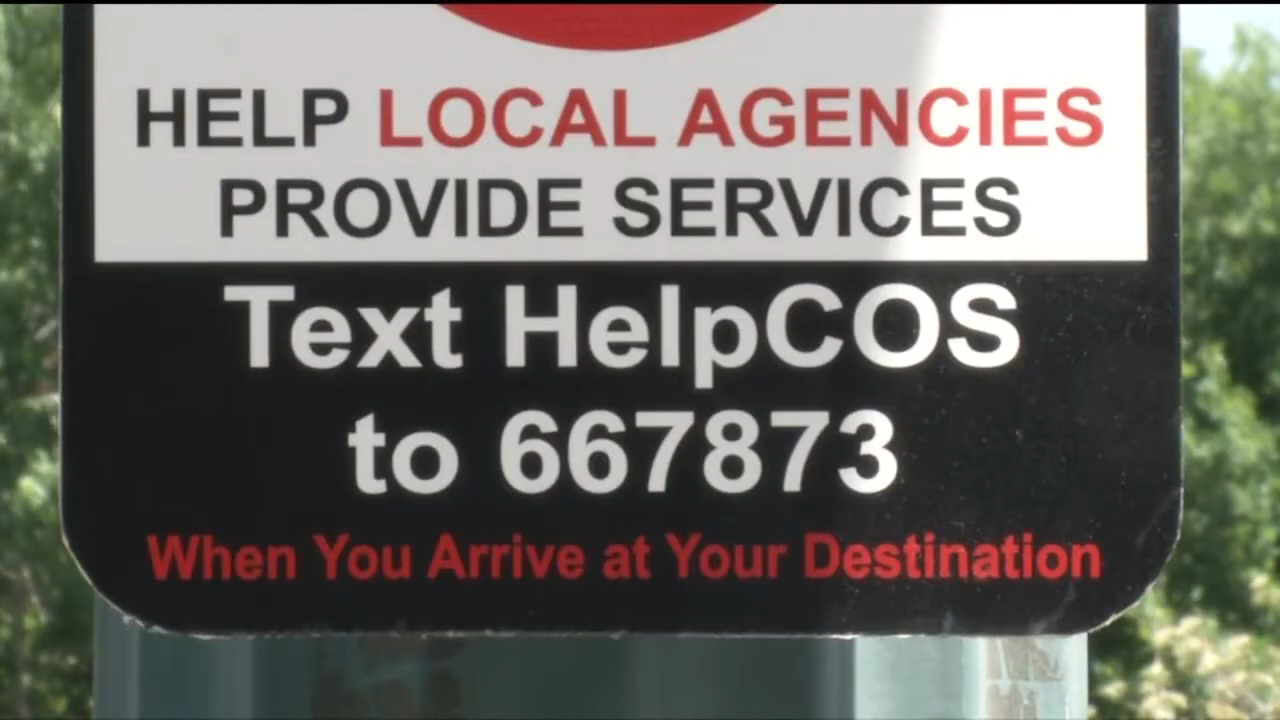 HELP LOCAL AGENCIES
PROVIDE SERVICES
Text HelpCOS
to 667873
When You Arrive at Your Destination